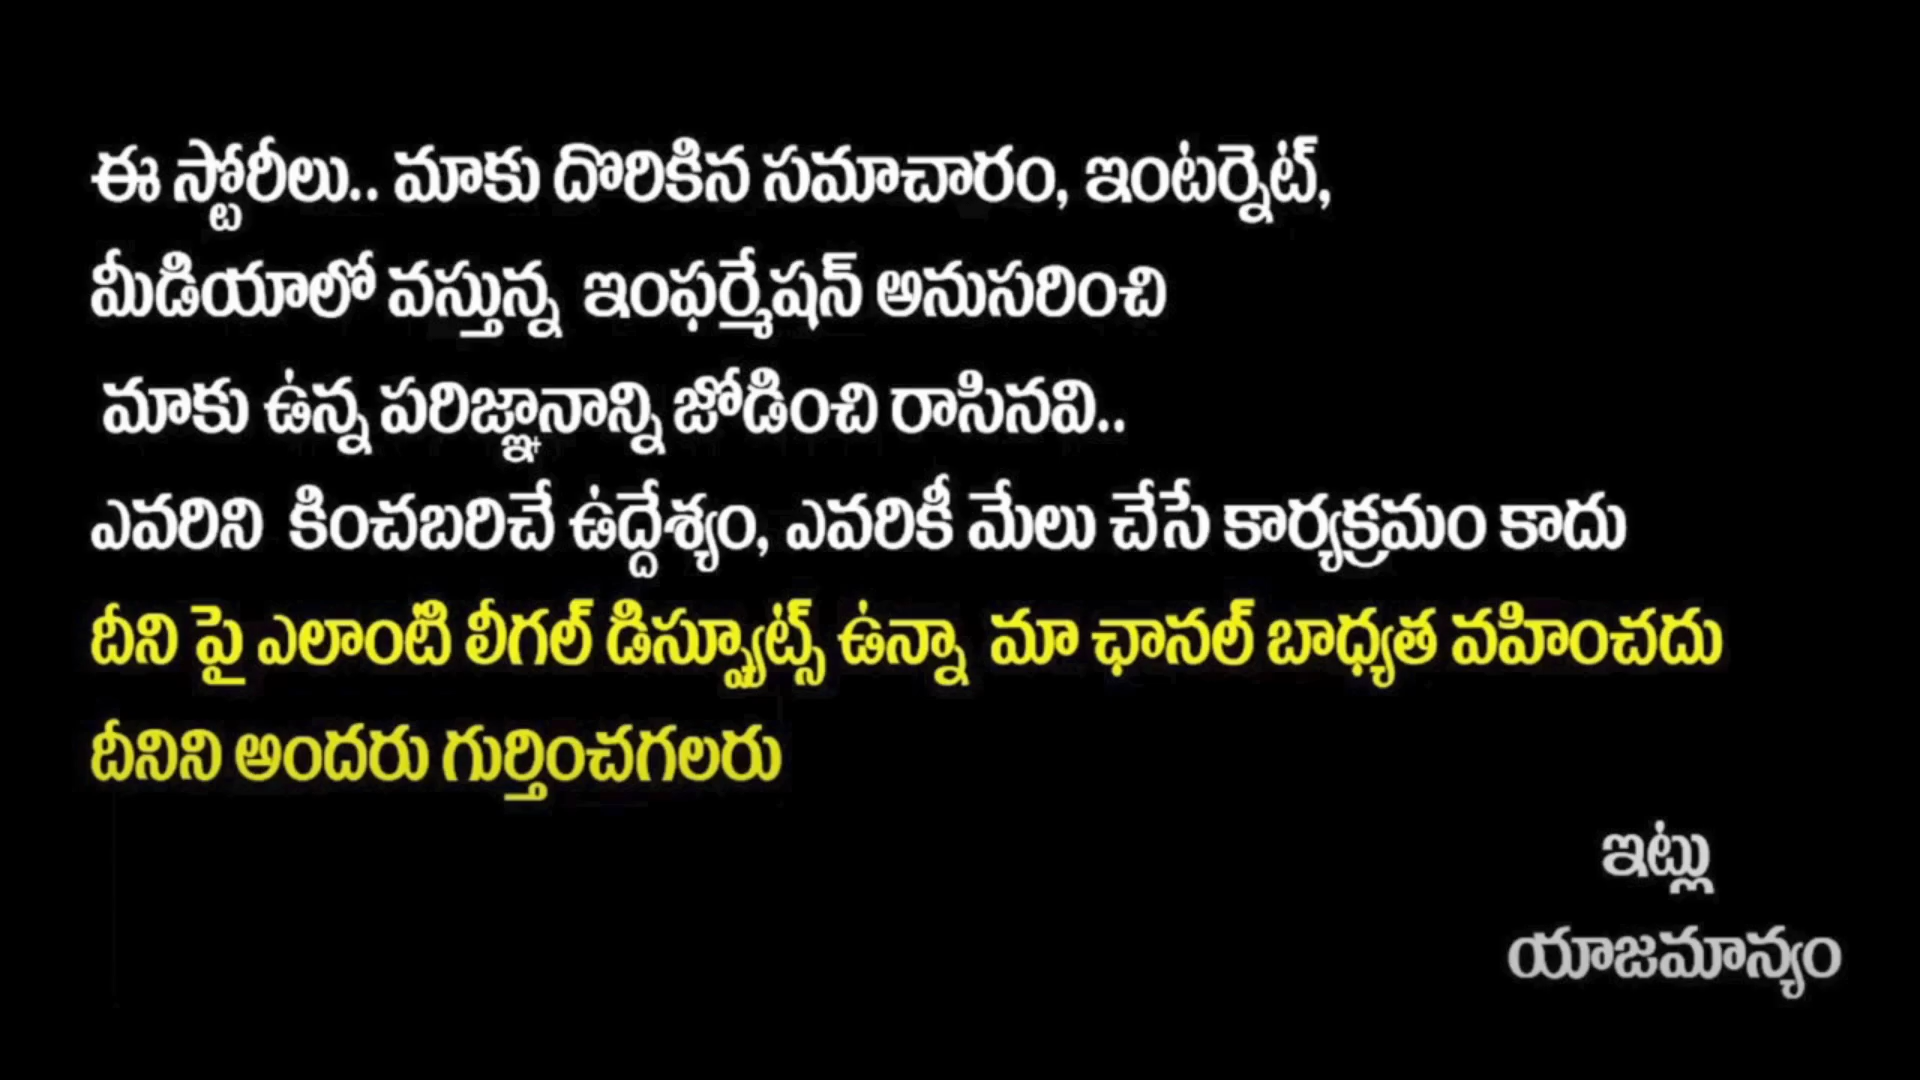 ఈ స్టోరీలు.. మాకు దొరికిన సమాచారం, ఇంటర్నెట్,
మీడియాలో వస్తున్న ఇంఫర్మేషన్ అనుసరించి
మాకు ఉన్న పరిజ్ఞానాన్ని జోడించి రాసినవి..
ఎవరిని కించబరిచే ఉద్దేశ్యం, ఎవరికీ మేలు చేసే కార్యక్రమం కాదు
దీని పై ఎలాంటి లీగల్ డిస్ప్యూట్స్ ఉన్నా మా ఛానల్ బాధ్యత వహించదు
దీనిని అందరు గుర్తించగలరు
ఇట్లు
యాజమాన్యం